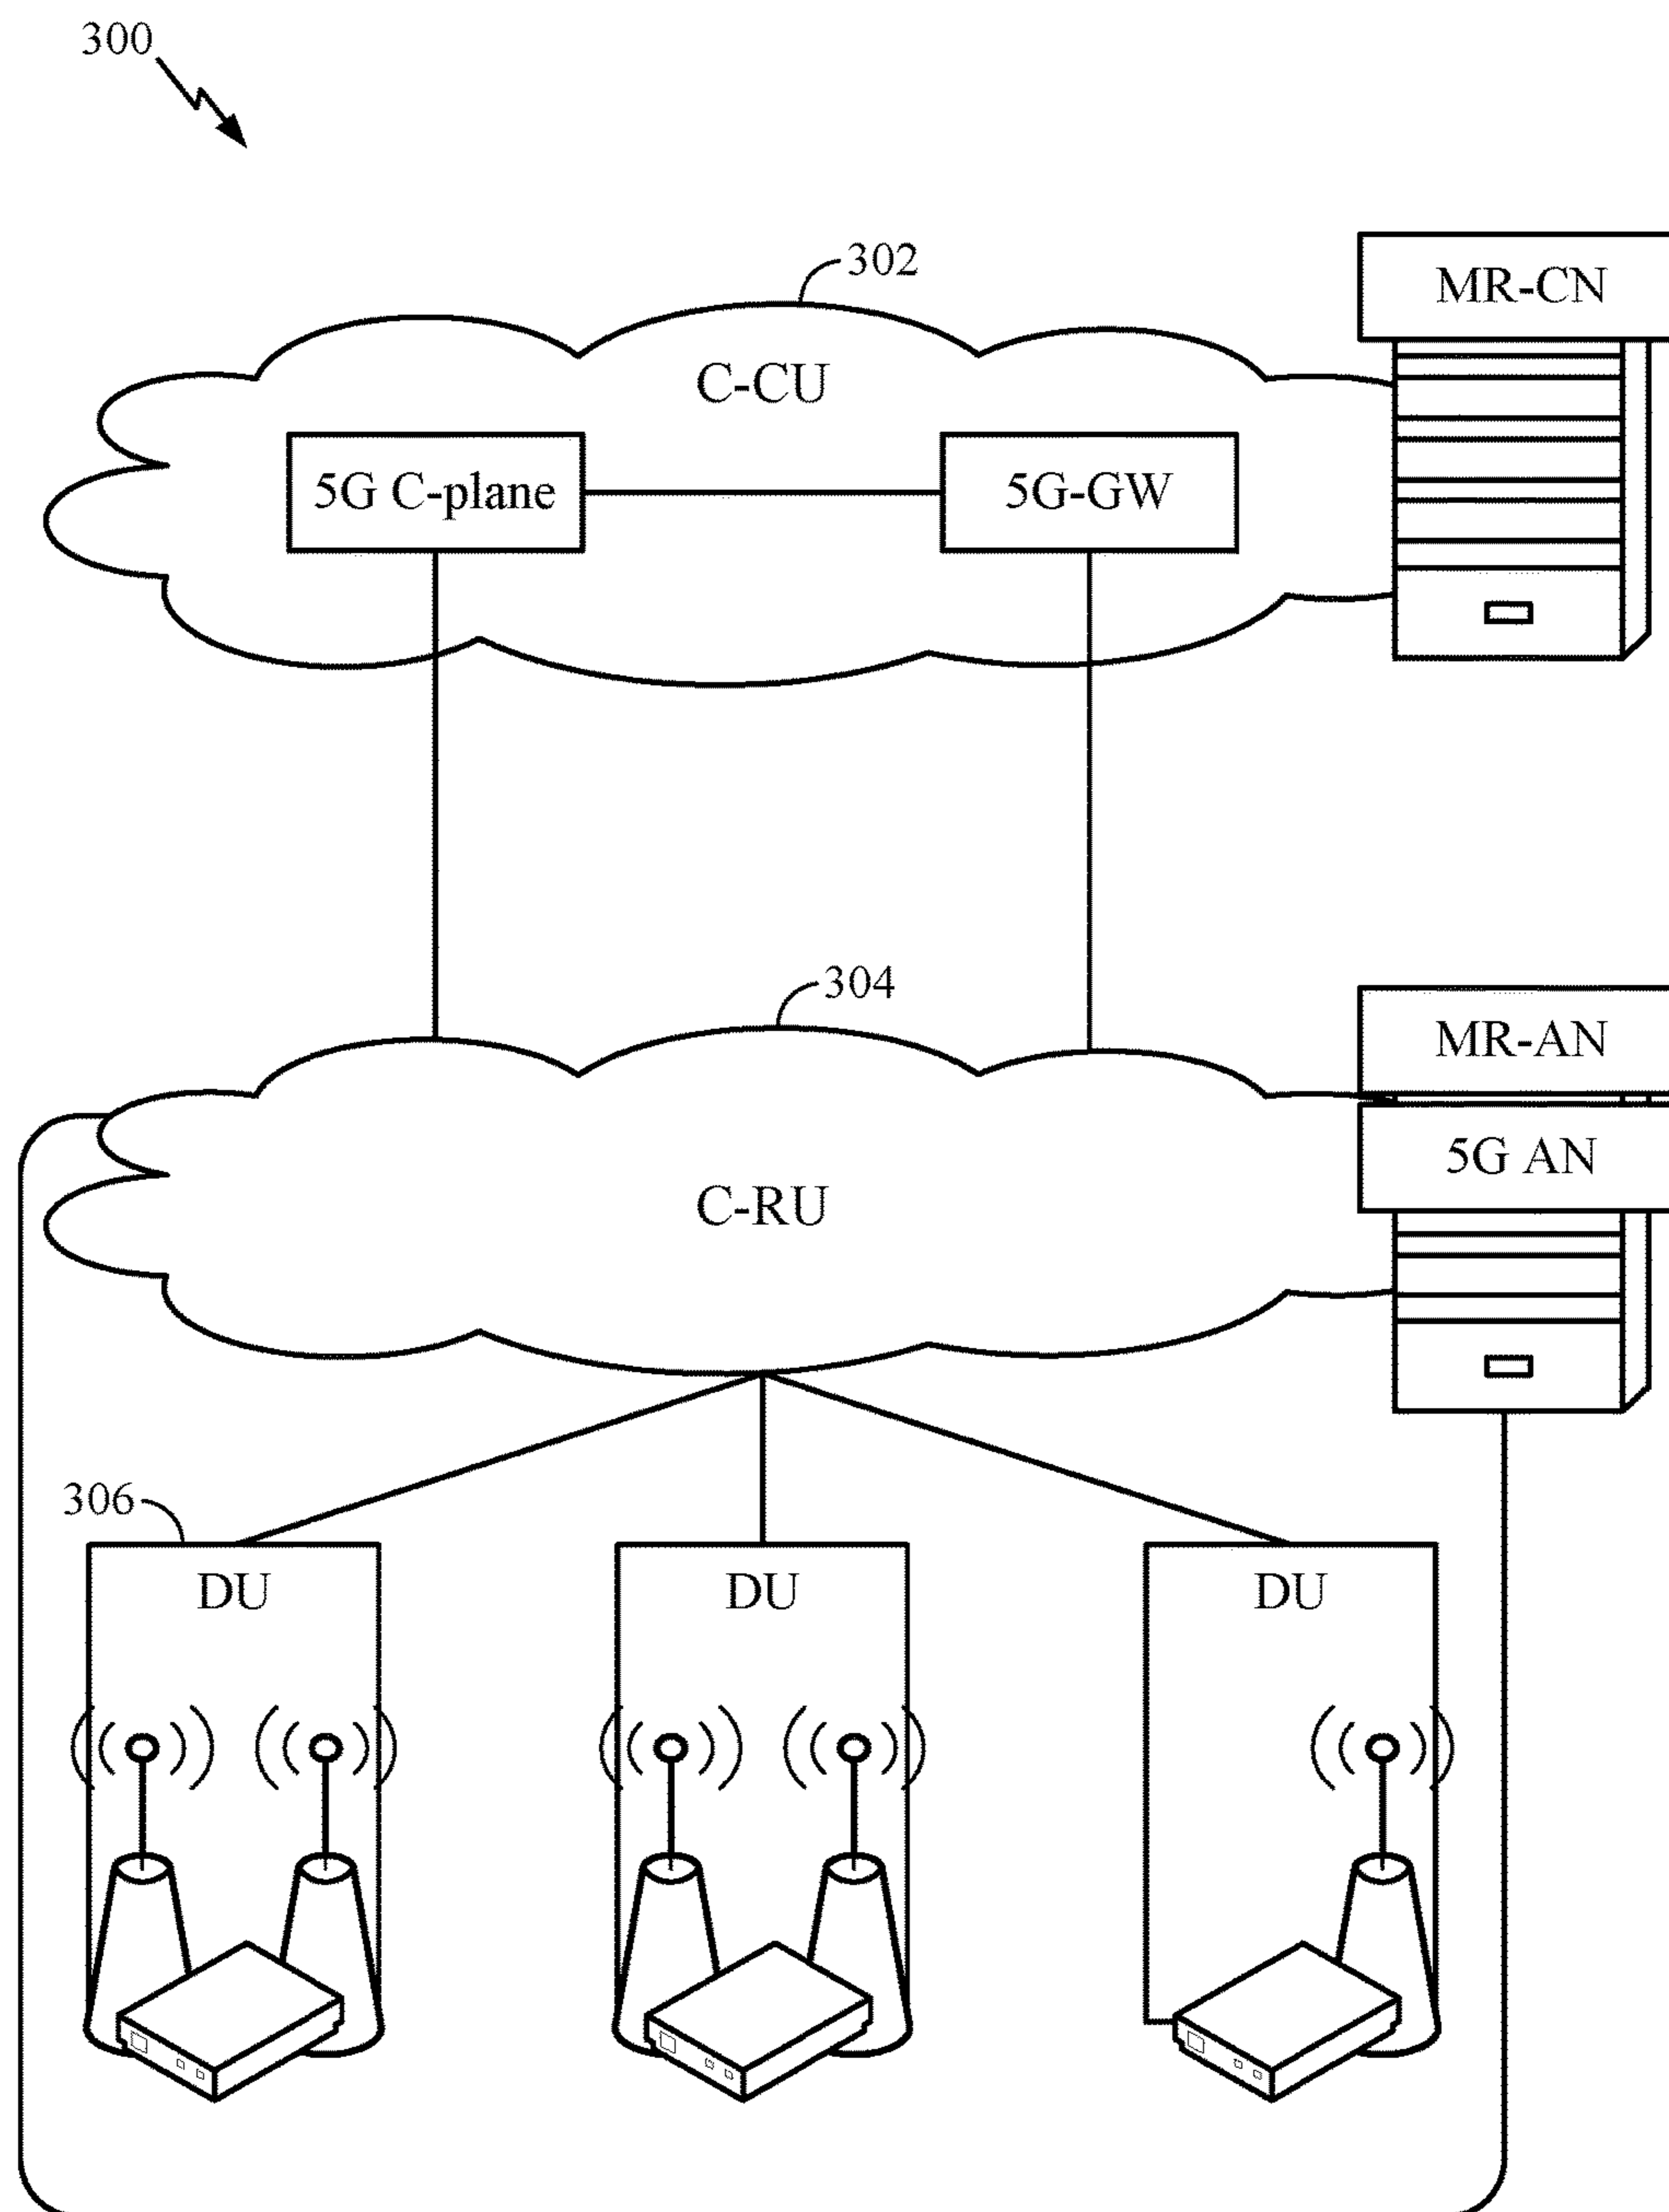 300
302
MR-CN
C-CU
5G C-plane
5G-GW
304
MR-AN
5G AN
C-RU
306
DU
DU
DU